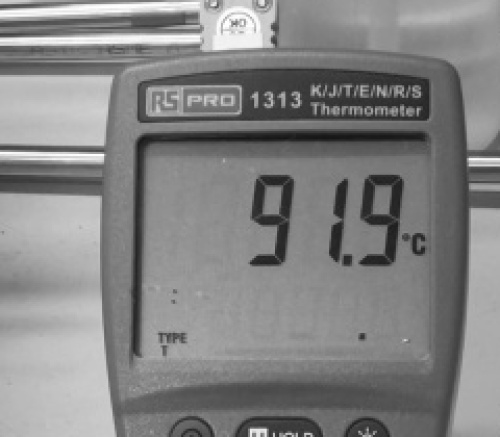 RS PRO 1313 K/J/T/E/N/R/S
Thermometer
91.9 °C
TYPE
T
HOLD